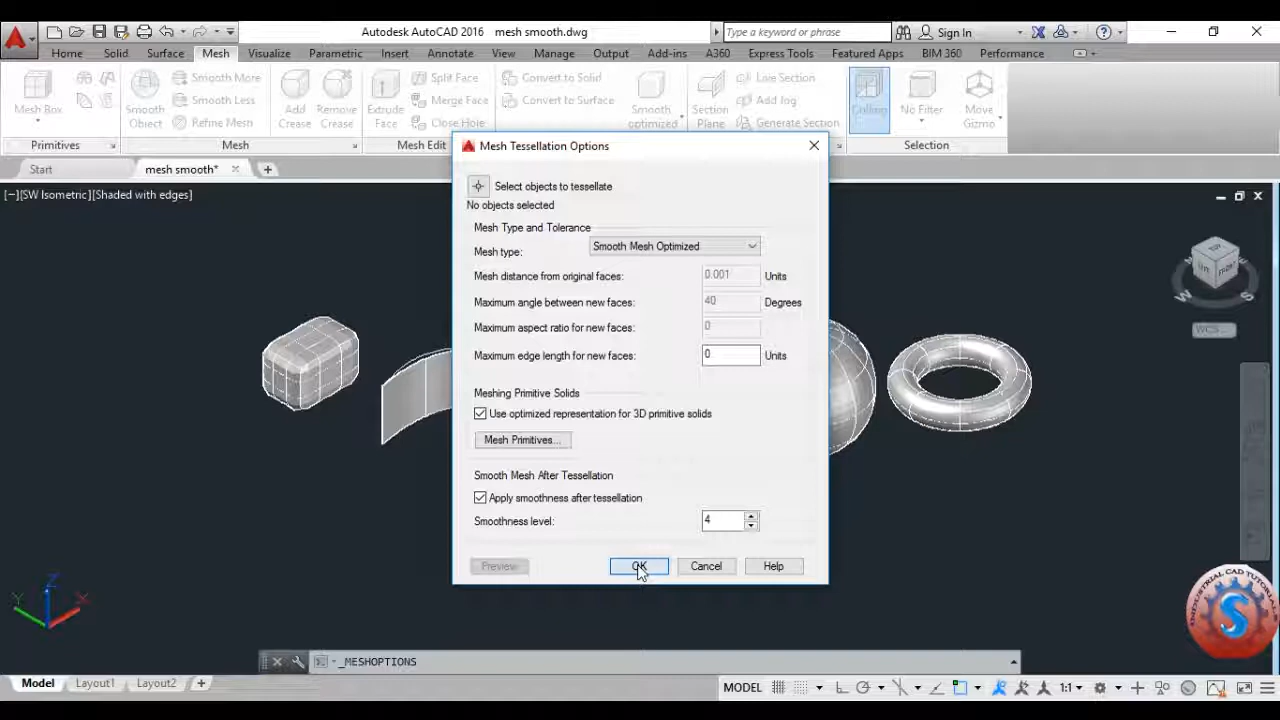 Autodesk AutoCAD 2016 mesh smooth.dwg
Type a keyword or phrase
Sign In
Home Solid Surface Mesh Visualize Parametric Insert Annotate View Manage Output Add-ins A360 Express Tools Featured Apps BIM 360 Performance
Mesh Box
Smooth Object
Smooth More
Smooth Less
Refine Mesh
Add Crease
Remove Crease
Extrude Face
Split Face
Merge Face
Close Hole
Convert to Solid
Convert to Surface
Smooth optimized
Section Plane
Live Section
Add Jog
Generate Section
Culling
No Filter
Move Gizmo
Primitives Mesh Mesh Edit Selection
Start mesh smooth*
[−][SW Isometric][Shaded with edges]
Mesh Tessellation Options
Select objects to tessellate
No objects selected
Mesh Type and Tolerance
Mesh type: Smooth Mesh Optimized
Mesh distance from original faces: 0.001 Units
Maximum angle between new faces: 40 Degrees
Maximum aspect ratio for new faces: 0
Maximum edge length for new faces: 0 Units
Meshing Primitive Solids
Use optimized representation for 3D primitive solids
Mesh Primitives...
Smooth Mesh After Tessellation
Apply smoothness after tessellation
Smoothness level: 4
Preview OK Cancel Help
TOP
W S
WCS
Z
Y X
_MESHOPTIONS
INDUSTRIAL CAD TUTORIALS
S
Model Layout1 Layout2 +
MODEL 1:1